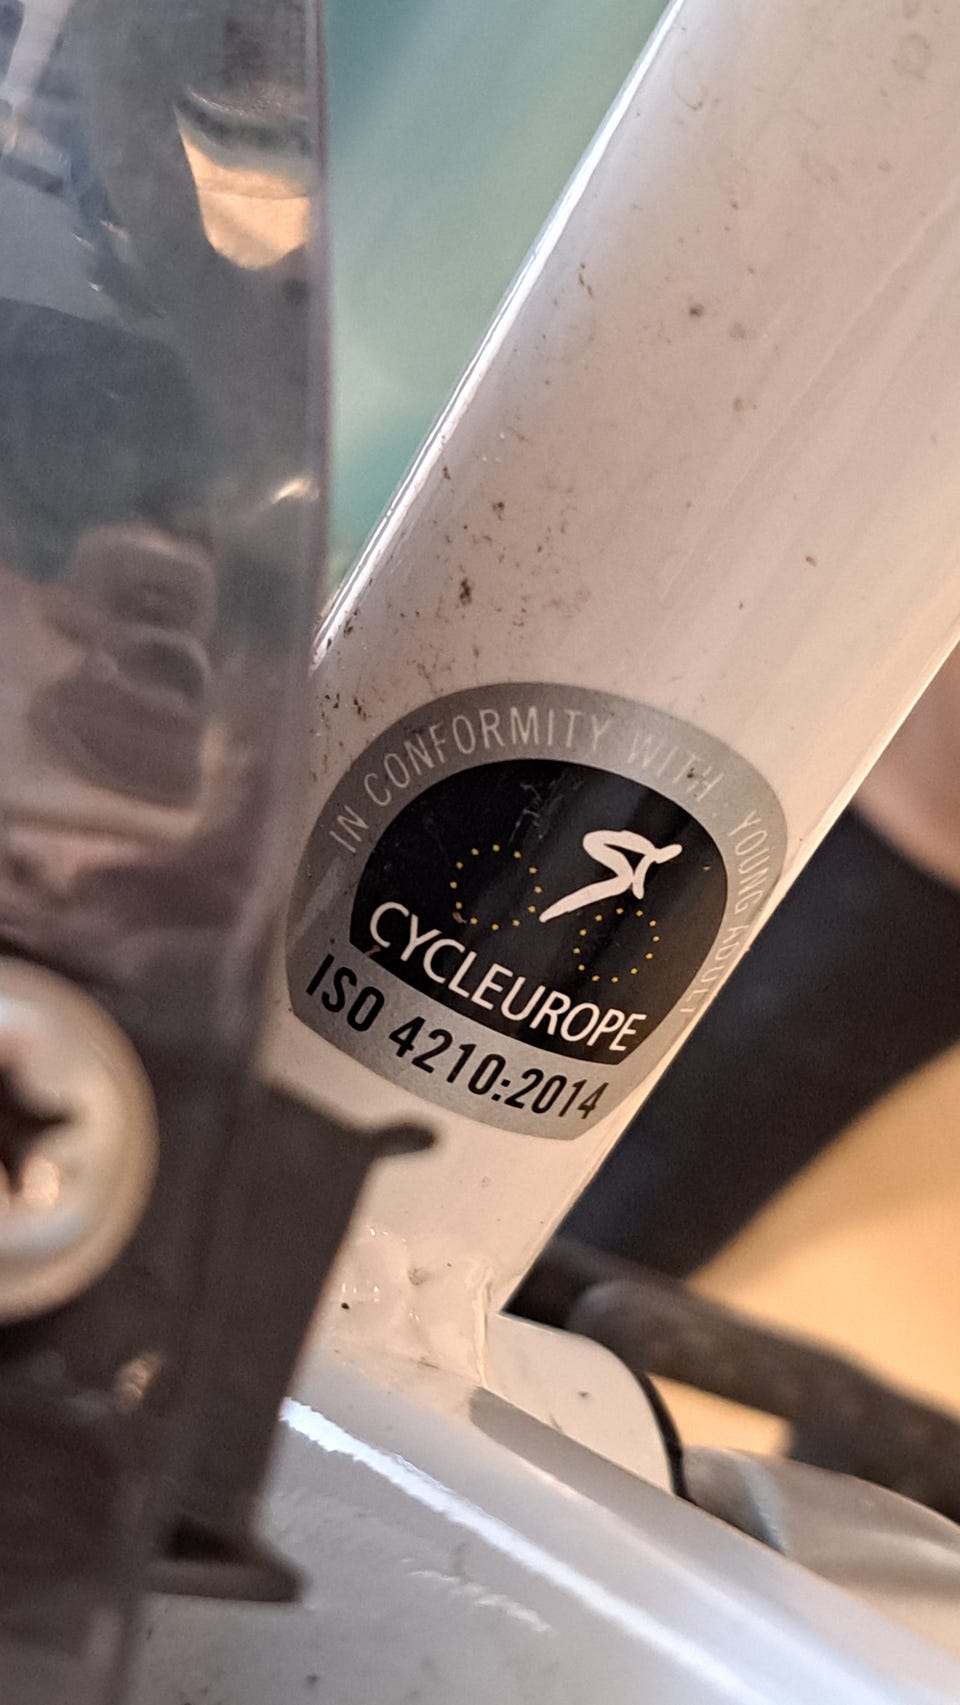 IN CONFORMITY WITH : YOUNG ADULT
CYCLEUROPE
ISO 4210:2014